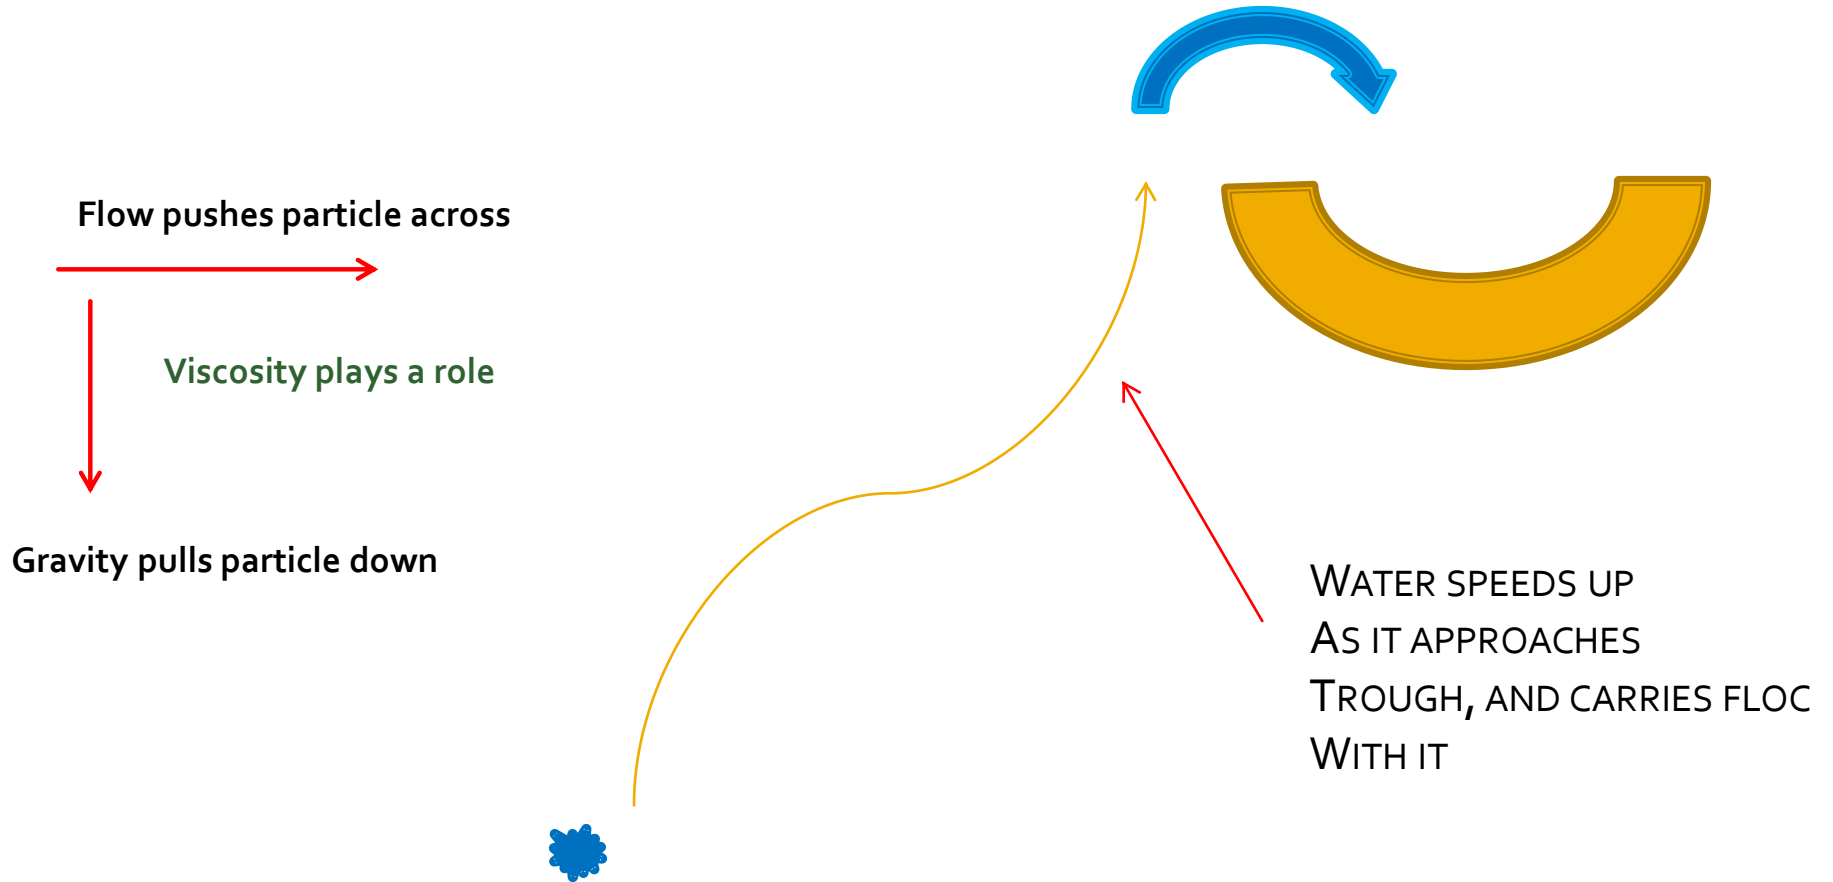 Flow pushes particle across
Viscosity plays a role
Gravity pulls particle down
WATER SPEEDS UP
AS IT APPROACHES
TROUGH, AND CARRIES FLOC
WITH IT